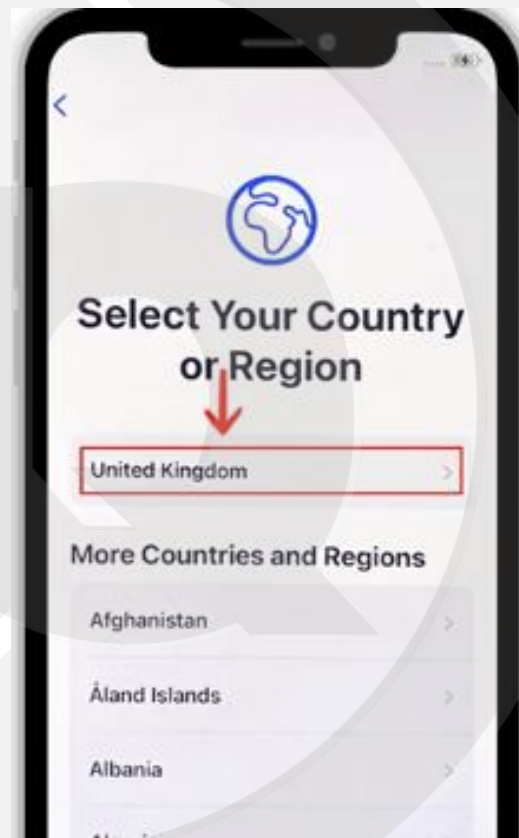 Select Your Country
or Region
United Kingdom
More Countries and Regions
Afghanistan
Åland Islands
Albania